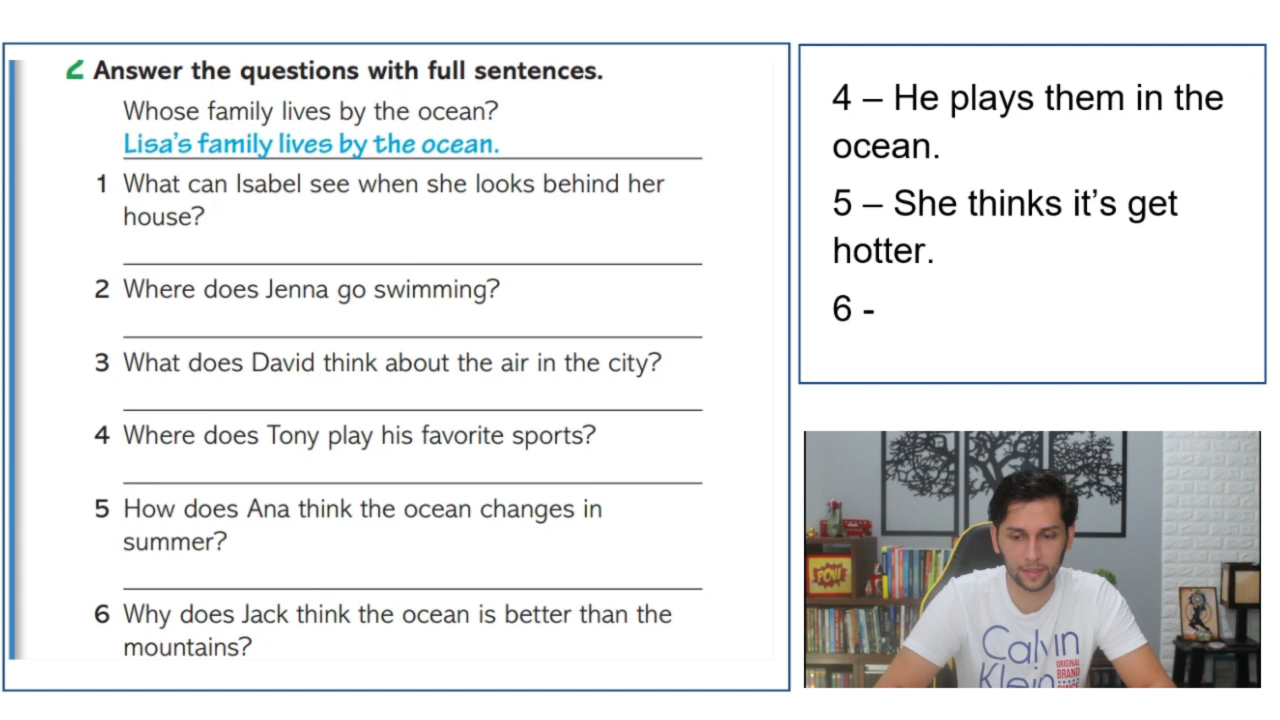 2 Answer the questions with full sentences.
Whose family lives by the ocean?
Lisa's family lives by the ocean.
1 What can Isabel see when she looks behind her
house?
2 Where does Jenna go swimming?
3 What does David think about the air in the city?
4 Where does Tony play his favorite sports?
5 How does Ana think the ocean changes in
summer?
6 Why does Jack think the ocean is better than the
mountains?
4 – He plays them in the
ocean.
5 – She thinks it’s get
hotter.
6 -
POW
Calvin
Klein
ORIGINAL
BRAND